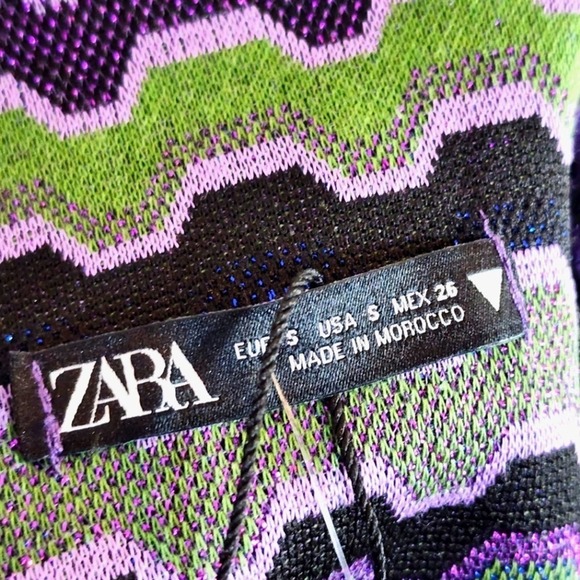 ZARA
EUR S USA S MEX 26
MADE IN MOROCCO